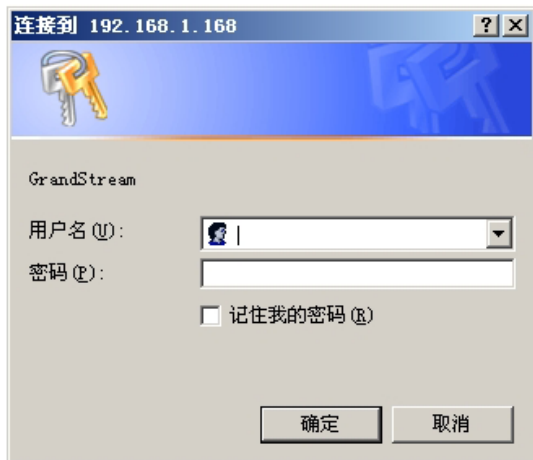 连接到 192.168.1.168
GrandStream
用户名(U):
密码(P):
记住我的密码(R)
确定 取消